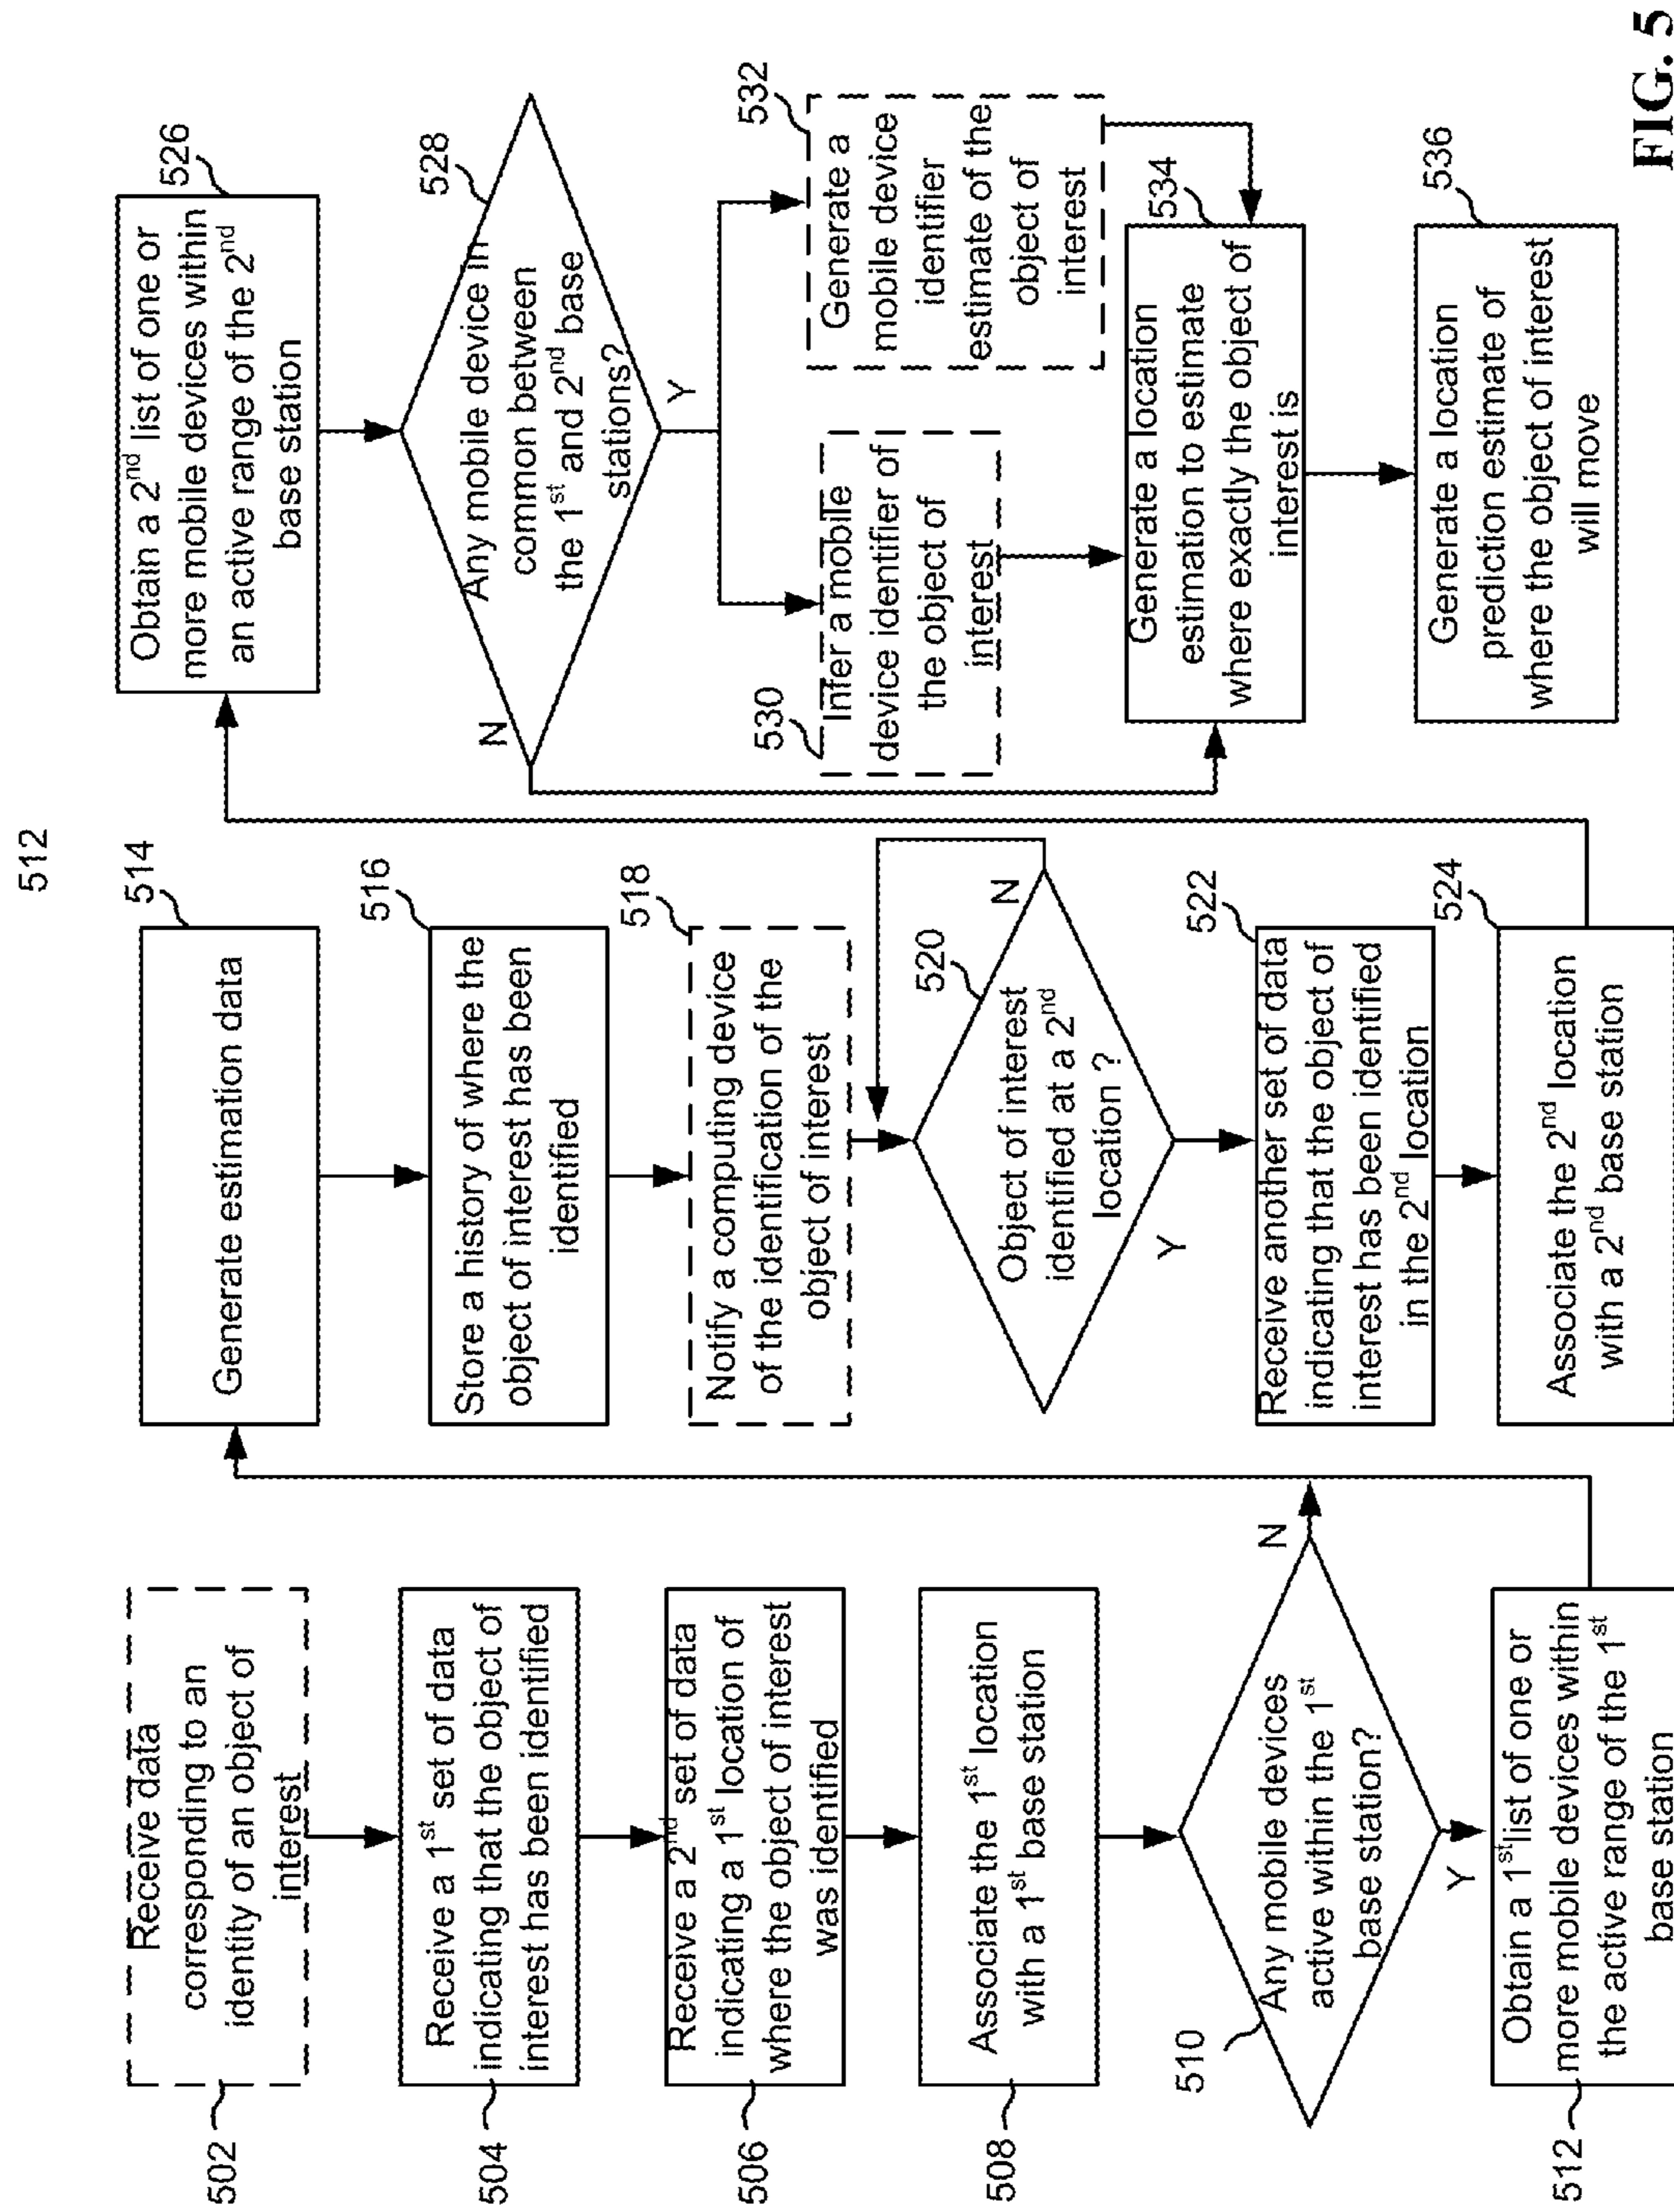 512
502
Receive data
corresponding to an
identity of an object of
interest
504
Receive a 1st set of data
indicating that the object of
interest has been identified
506
Receive a 2nd set of data
indicating a 1st location of
where the object of interest
was identified
508
Associate the 1st location
with a 1st base station
510
Any mobile devices
active within the 1st
base station?
N
Y
512
Obtain a 1st list of one or
more mobile devices within
the active range of the 1st
base station
514
Generate estimation data
516
Store a history of where the
object of interest has been
identified
518
Notify a computing device
of the identification of the
object of interest
520
Object of interest
identified at a 2nd
location ?
N
Y
522
Receive another set of data
indicating that the object of
interest has been identified
in the 2nd location
524
Associate the 2nd location
with a 2nd base station
526
Obtain a 2nd list of one or
more mobile devices within
an active range of the 2nd
base station
528
Any mobile device in
common between
the 1st and 2nd base
stations?
N
Y
530
Infer a mobile
device identifier of
the object of
interest
532
Generate a
mobile device
identifier
estimate of the
object of
interest
534
Generate a location
estimation to estimate
where exactly the object of
interest is
536
Generate a location
prediction estimate of
where the object of interest
will move
FIG. 5